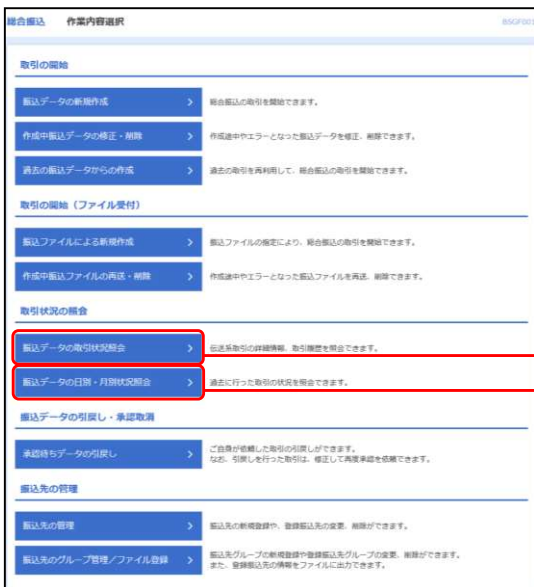 総合振込 作業内容選択 BSGF001
取引の開始
振込データの新規作成 > 総合振込の取引を開始できます。
作成中振込データの修正・削除 > 作成途中やエラーとなった振込データを修正、削除できます。
過去の振込データからの作成 > 過去の取引を再利用して、総合振込の取引を開始できます。
取引の開始（ファイル受付）
振込ファイルによる新規作成 > 振込ファイルの指定により、総合振込の取引を開始できます。
作成中振込ファイルの再送・削除 > 作成途中やエラーとなった振込ファイルを再送、削除できます。
取引状況の照会
振込データの取引状況照会 > 伝送系取引の詳細情報、取引履歴を照会できます。
振込データの日別・月別状況照会 > 過去に行った取引の状況を照会できます。
振込データの引戻し・承認取消
承認待ちデータの引戻し > ご自身が依頼した取引の引戻しができます。
なお、引戻しを行った取引は、修正して再度承認を依頼できます。
振込先の管理
振込先の管理 > 振込先の新規登録や、登録振込先の変更、削除ができます。
振込先のグループ管理／ファイル登録 > 振込先グループの新規登録や登録振込先グループの変更、削除ができます。
また、登録振込先の情報をファイルに出力できます。